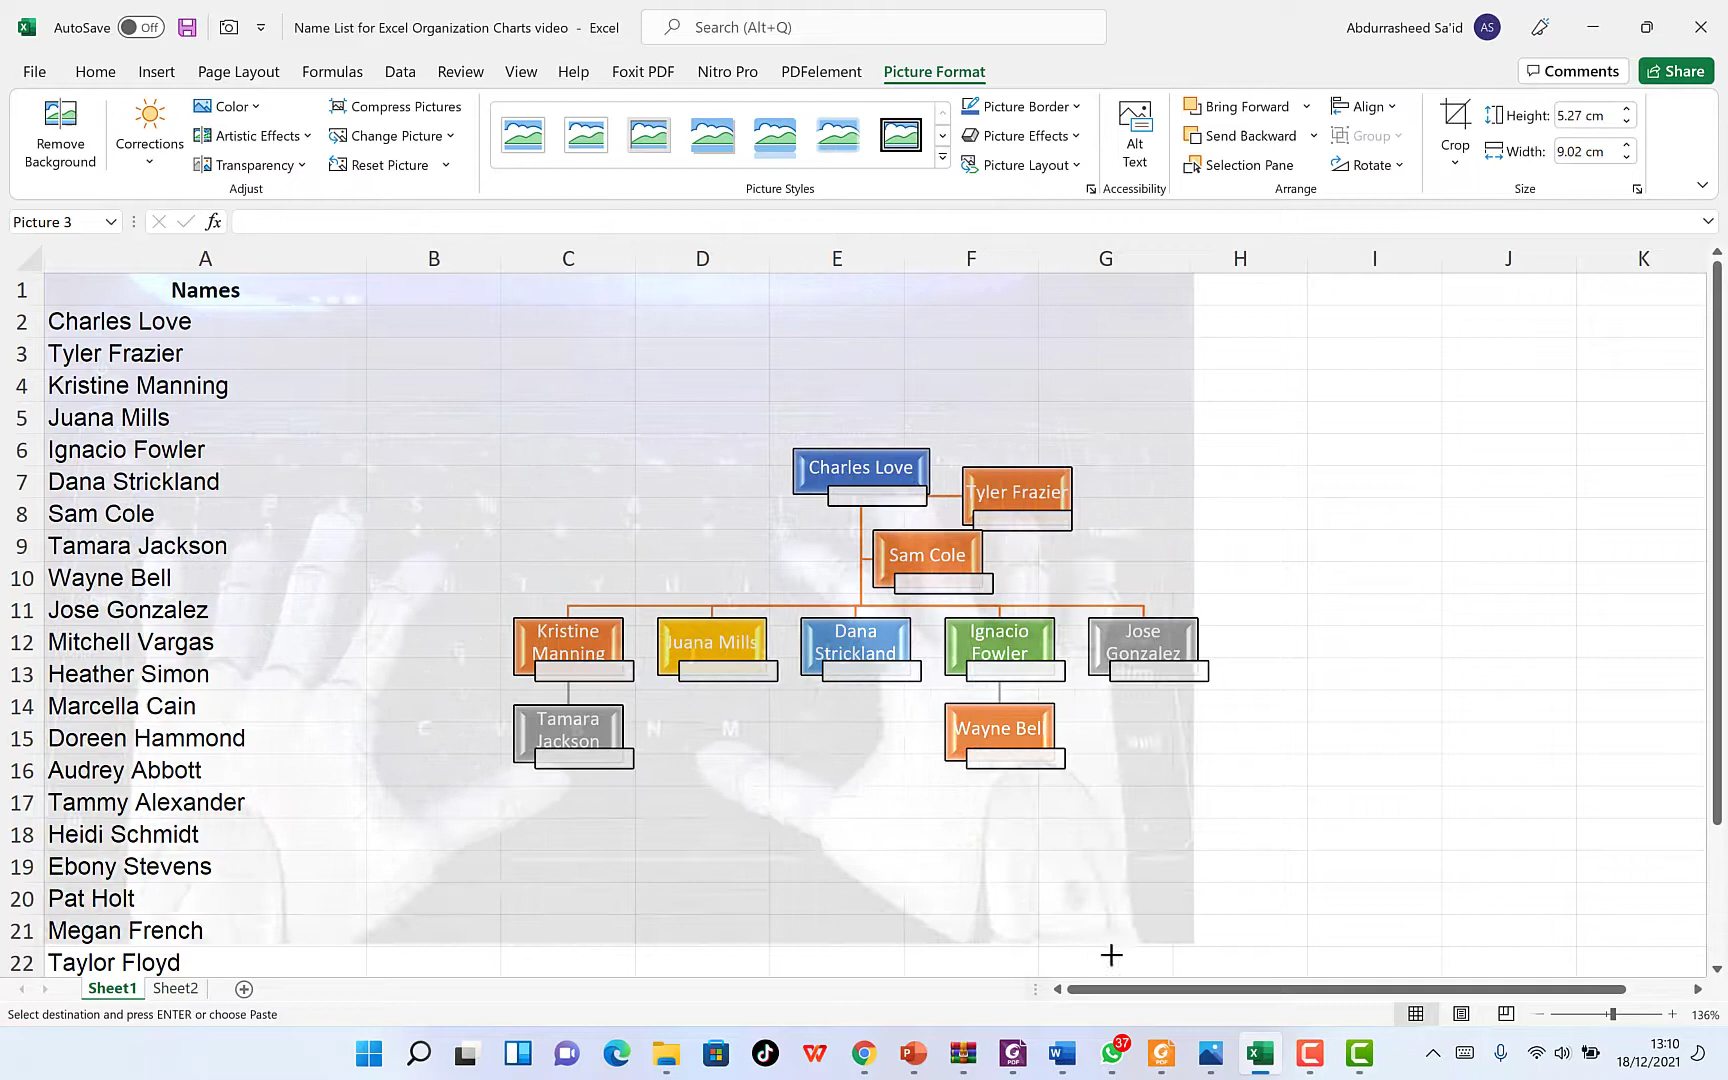 AutoSave Off Name List for Excel Organization Charts video - Excel Search (Alt+Q) Abdurrasheed Sa'id AS
File Home Insert Page Layout Formulas Data Review View Help Foxit PDF Nitro Pro PDFelement Picture Format Comments Share
Remove Background
Corrections
Color
Artistic Effects
Transparency
Compress Pictures
Change Picture
Reset Picture
Adjust
Picture Border
Picture Effects
Picture Layout
Picture Styles
Alt Text
Accessibility
Bring Forward
Send Backward
Selection Pane
Align
Group
Rotate
Arrange
Crop
Height: 5.27 cm
Width: 9.02 cm
Size
Picture 3 fx
A B C D E F G H I J K
1 Names
2 Charles Love
3 Tyler Frazier
4 Kristine Manning
5 Juana Mills
6 Ignacio Fowler
7 Dana Strickland
8 Sam Cole
9 Tamara Jackson
10 Wayne Bell
11 Jose Gonzalez
12 Mitchell Vargas
13 Heather Simon
14 Marcella Cain
15 Doreen Hammond
16 Audrey Abbott
17 Tammy Alexander
18 Heidi Schmidt
19 Ebony Stevens
20 Pat Holt
21 Megan French
22 Taylor Floyd
Charles Love
Tyler Frazier
Sam Cole
Kristine
Manning
Juana Mills
Dana
Strickland
Ignacio
Fowler
Jose
Gonzalez
Tamara
Jackson
Wayne Bell
Sheet1 Sheet2
Select destination and press ENTER or choose Paste 136%
37
13:10
18/12/2021